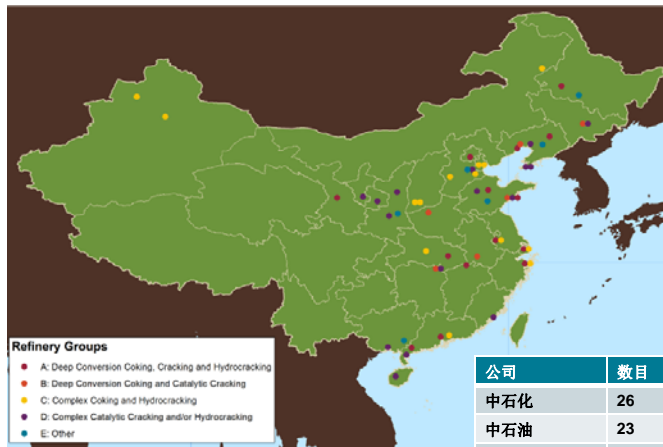 Refinery Groups
A: Deep Conversion Coking, Cracking and Hydrocracking
B: Deep Conversion Coking and Catalytic Cracking
C: Complex Coking and Hydrocracking
D: Complex Catalytic Cracking and/or Hydrocracking
E: Other
公司 数目
中石化 26
中石油 23